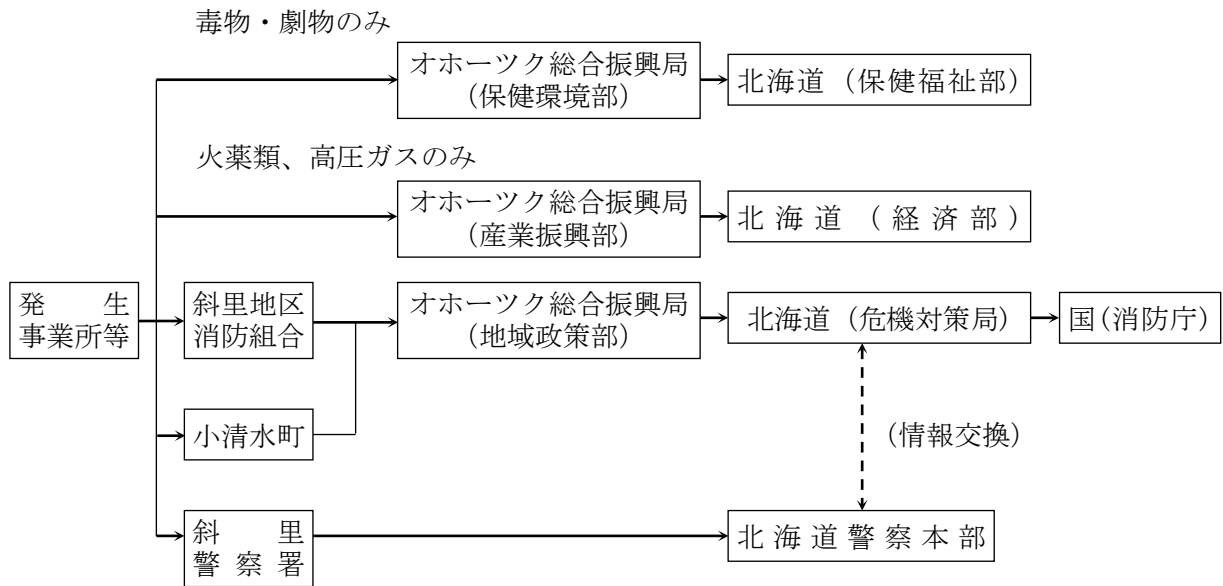 毒物・劇物のみ
オホーツク総合振興局
（保健環境部）
北海道（保健福祉部）
火薬類、高圧ガスのみ
オホーツク総合振興局
（産業振興部）
北海道（経済部）
発生
事業所等
斜里地区
消防組合
オホーツク総合振興局
（地域政策部）
北海道（危機対策局）
国（消防庁）
小清水町
（情報交換）
斜里
警察署
北海道警察本部